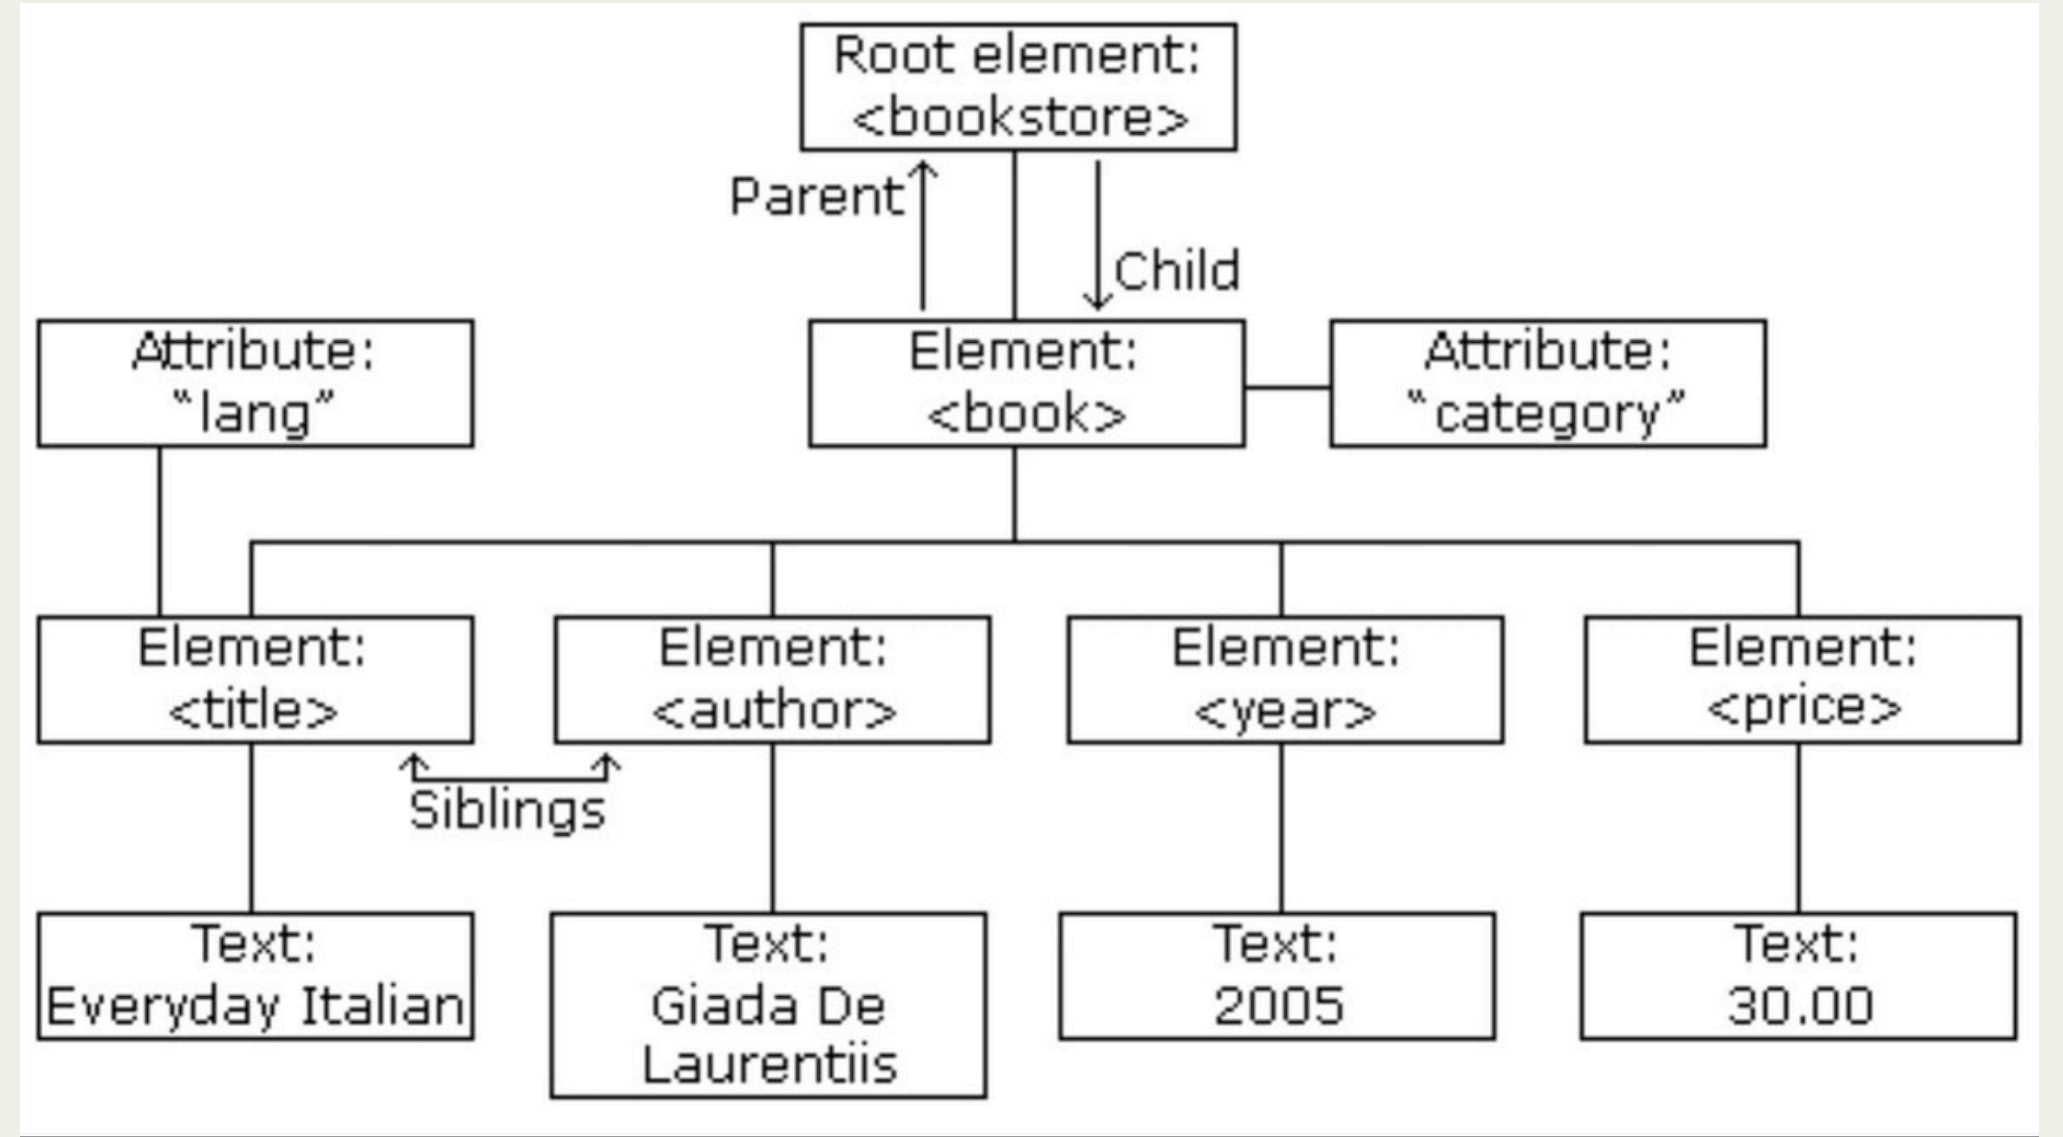 Root element:
<bookstore>
Parent
Child
Attribute:
“lang”
Element:
<book>
Attribute:
“category”
Element:
<title>
Element:
<author>
Element:
<year>
Element:
<price>
Siblings
Text:
Everyday Italian
Text:
Giada De
Laurentiis
Text:
2005
Text:
30.00